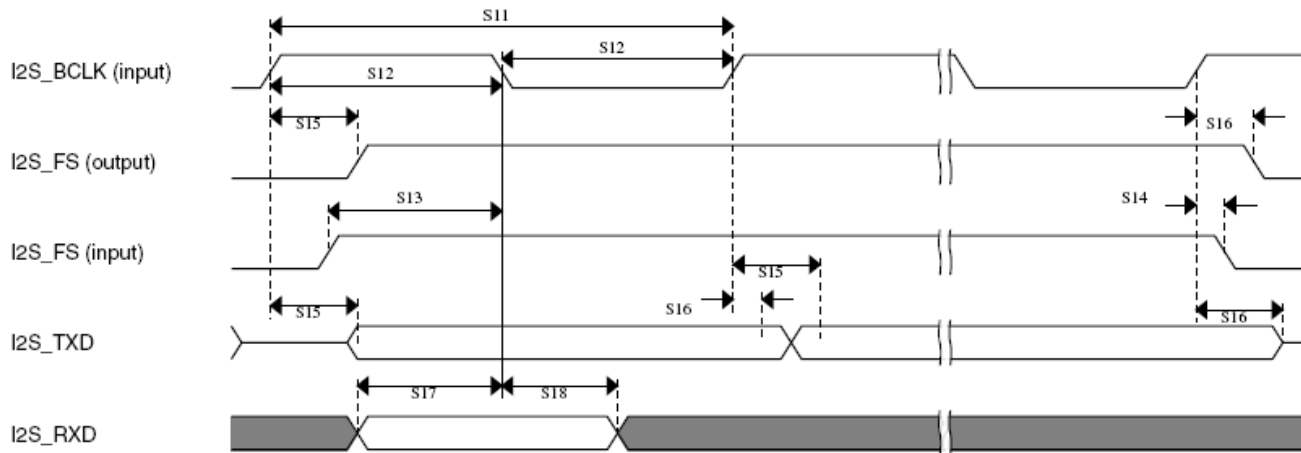 S11
I2S_BCLK (input)
S12
S12
S15
S16
I2S_FS (output)
S13
S14
I2S_FS (input)
S15
S15
S16
S16
I2S_TXD
S17
S18
I2S_RXD